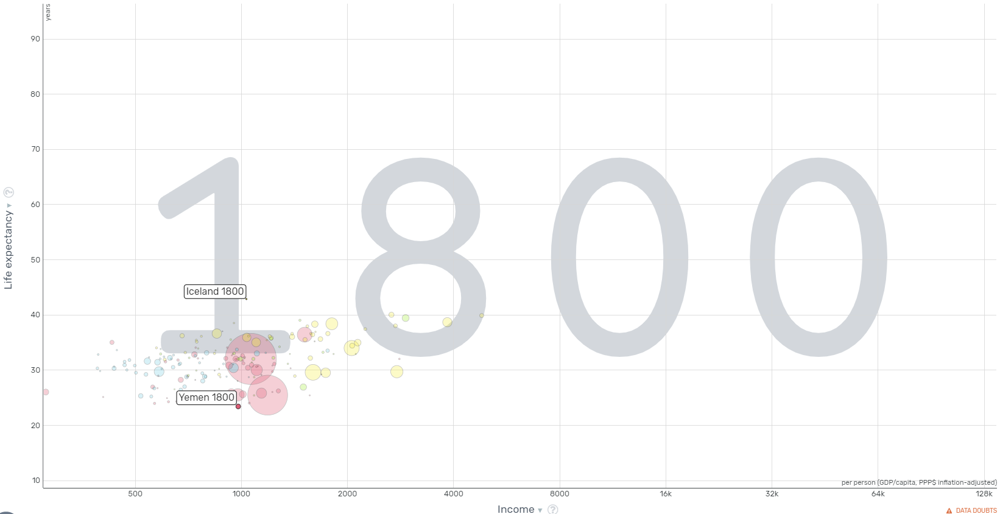 years
90
80
70
60
50
40
30
20
10
Life expectancy ▼ ?
1800
Iceland 1800
Yemen 1800
per person (GDP/capita, PPP$ inflation-adjusted)
500 1000 2000 4000 8000 16k 32k 64k 128k
Income ▼ ?
DATA DOUBTS